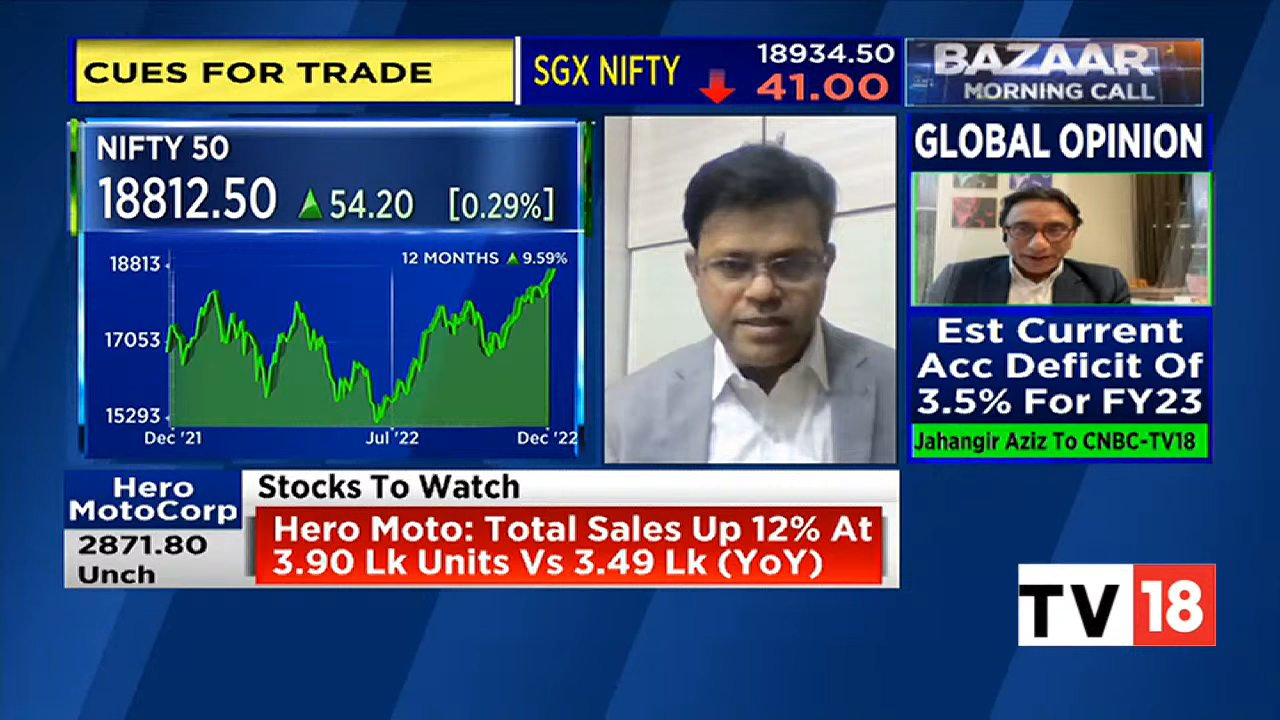 CUES FOR TRADE
SGX NIFTY
18934.50
41.00
BAZAAR
MORNING CALL
NIFTY 50
18812.50 54.20 [0.29%]
12 MONTHS 9.59%
18813
17053
15293
Dec '21 Jul '22 Dec '22
GLOBAL OPINION
Est Current
Acc Deficit Of
3.5% For FY23
Jahangir Aziz To CNBC-TV18
Hero
MotoCorp
2871.80
Unch
Stocks To Watch
Hero Moto: Total Sales Up 12% At
3.90 Lk Units Vs 3.49 Lk (YoY)
TV18